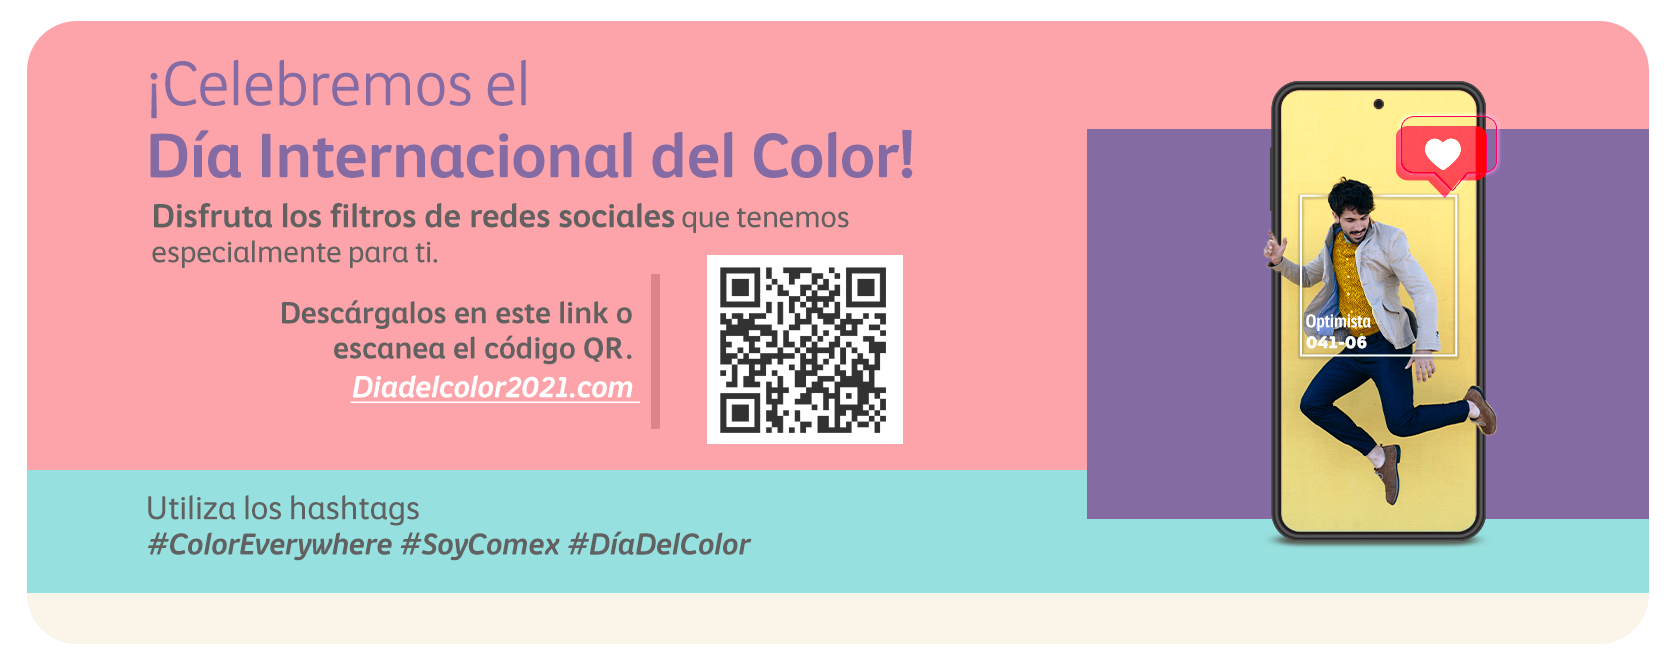 ¡Celebremos el
Día Internacional del Color!
Disfruta los filtros de redes sociales que tenemos
especialmente para ti.
Descárgalos en este link o
escanea el código QR.
Diadelcolor2021.com
Utiliza los hashtags
#ColorEverywhere #SoyComex #DíaDelColor
Optimista
041-06